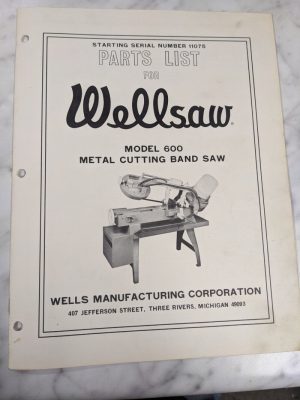 STARTING SERIAL NUMBER 11075
PARTS LIST
FOR
Wellsaw
MODEL 600
METAL CUTTING BAND SAW
WELLS MANUFACTURING CORPORATION
407 JEFFERSON STREET, THREE RIVERS, MICHIGAN 49093